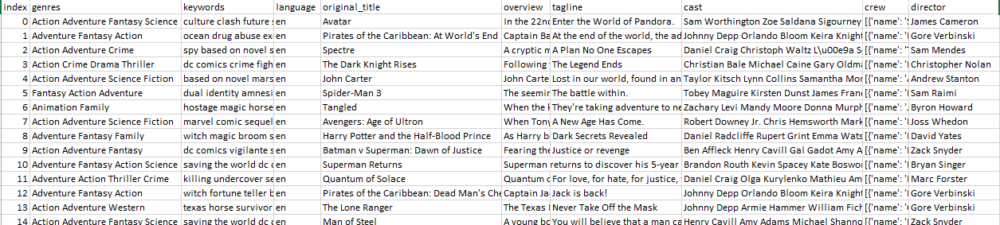 index genres keywords language original_title overview tagline cast crew director
0 Action Adventure Fantasy Science culture clash future en Avatar In the 22nd Enter the World of Pandora. Sam Worthington Zoe Saldana Sigourney [{'name': ' James Cameron
1 Adventure Fantasy Action ocean drug abuse ex en Pirates of the Caribbean: At World's End Captain Ba At the end of the world, the ad Johnny Depp Orlando Bloom Keira Knight [{'name': ' Gore Verbinski
2 Action Adventure Crime spy based on novel s en Spectre A cryptic m A Plan No One Escapes Daniel Craig Christoph Waltz L\u00e9a S [{'name': ' Sam Mendes
3 Action Crime Drama Thriller dc comics crime figh en The Dark Knight Rises Following The Legend Ends Christian Bale Michael Caine Gary Oldma [{'name': ' Christopher Nolan
4 Action Adventure Science Fiction based on novel mars en John Carter John Carte Lost in our world, found in an Taylor Kitsch Lynn Collins Samantha Mor [{'name': ' Andrew Stanton
5 Fantasy Action Adventure dual identity amnesi en Spider-Man 3 The seemin The battle within. Tobey Maguire Kirsten Dunst James Fran [{'name': ' Sam Raimi
6 Animation Family hostage magic horse en Tangled When the k They're taking adventure to ne Zachary Levi Mandy Moore Donna Murph [{'name': ' Byron Howard
7 Action Adventure Science Fiction marvel comic sequel en Avengers: Age of Ultron When Tony A New Age Has Come. Robert Downey Jr. Chris Hemsworth Mark [{'name': ' Joss Whedon
8 Adventure Fantasy Family witch magic broom s en Harry Potter and the Half-Blood Prince As Harry b Dark Secrets Revealed Daniel Radcliffe Rupert Grint Emma Wats [{'name': ' David Yates
9 Action Adventure Fantasy dc comics vigilante s en Batman v Superman: Dawn of Justice Fearing the Justice or revenge Ben Affleck Henry Cavill Gal Gadot Amy A [{'name': ' Zack Snyder
10 Adventure Fantasy Action Science saving the world dc c en Superman Returns Superman returns to discover his 5-year Brandon Routh Kevin Spacey Kate Boswo [{'name': ' Bryan Singer
11 Adventure Action Thriller Crime killing undercover se en Quantum of Solace Quantum o For love, for hate, for justice, Daniel Craig Olga Kurylenko Mathieu Am [{'name': ' Marc Forster
12 Adventure Fantasy Action witch fortune teller b en Pirates of the Caribbean: Dead Man's Che Captain Ja Jack is back! Johnny Depp Orlando Bloom Keira Knight [{'name': ' Gore Verbinski
13 Action Adventure Western texas horse survivor en The Lone Ranger The Texas Never Take Off the Mask Johnny Depp Armie Hammer William Fich [{'name': ' Gore Verbinski
14 Action Adventure Fantasy Science saving the world dc c en Man of Steel A young bo You will believe that a man ca Henry Cavill Amy Adams Michael Shanno [{'name': ' Zack Snyder